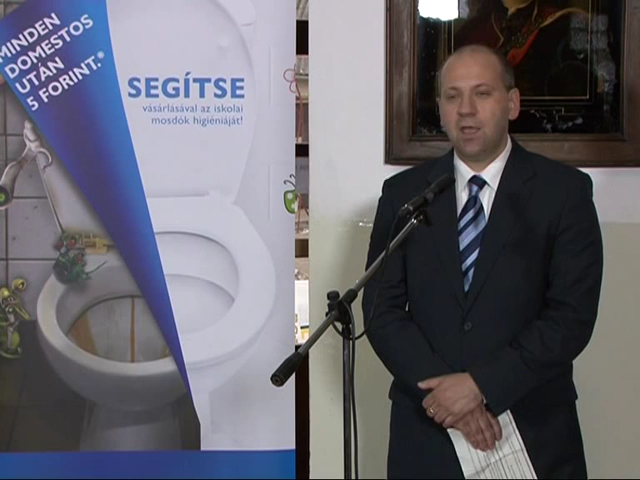 MINDEN
DOMESTOS
UTÁN
5 FORINT.*
SEGÍTSE
vásárlásával az iskolai
mosdók higiéniáját!